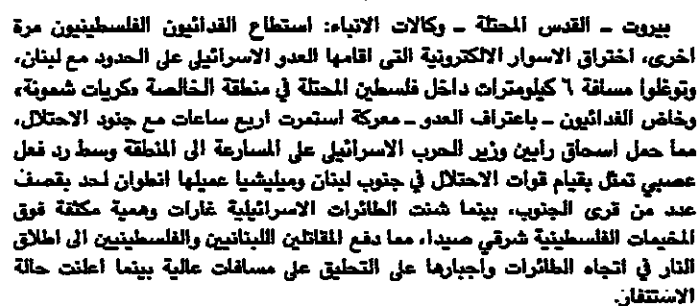 بيروت ـ القدس المحتلة ـ وكالات الانباء: استطاع الفدائيون الفلسطينيون مرة
اخرى، اختراق الاسوار الالكترونية التى اقامها العدو الاسرائيلى على الحدود مع لبنان،
وتوغلوا مسافة ٦ كيلومترات داخل فلسطين المحتلة في منطقة الخالصة «كريات شمونة»
وخاض الفدائيون ـ باعتراف العدو ـ معركة استمرت اربع ساعات مع جنود الاحتلال،
مما حمل اسحاق رابين وزير الحرب الاسرائيلى على المسارعة الى المنطقة وسط رد فعل
عصبي تمثل بقيام قوات الاحتلال في جنوب لبنان وميليشيا عميلها انطوان لحد بقصف
عدد من قرى الجنوب، بينما شنت الطائرات الاسرائيلية غارات وهمية مكثفة فوق
المخيمات الفلسطينية شرقي صيدا، مما دفع المقاتلين اللبنانيين والفلسطينيين الى اطلاق
النار في اتجاه الطائرات وأجبارها على التحليق على مسافات عالية بينما اعلنت حالة
الاستنفار.